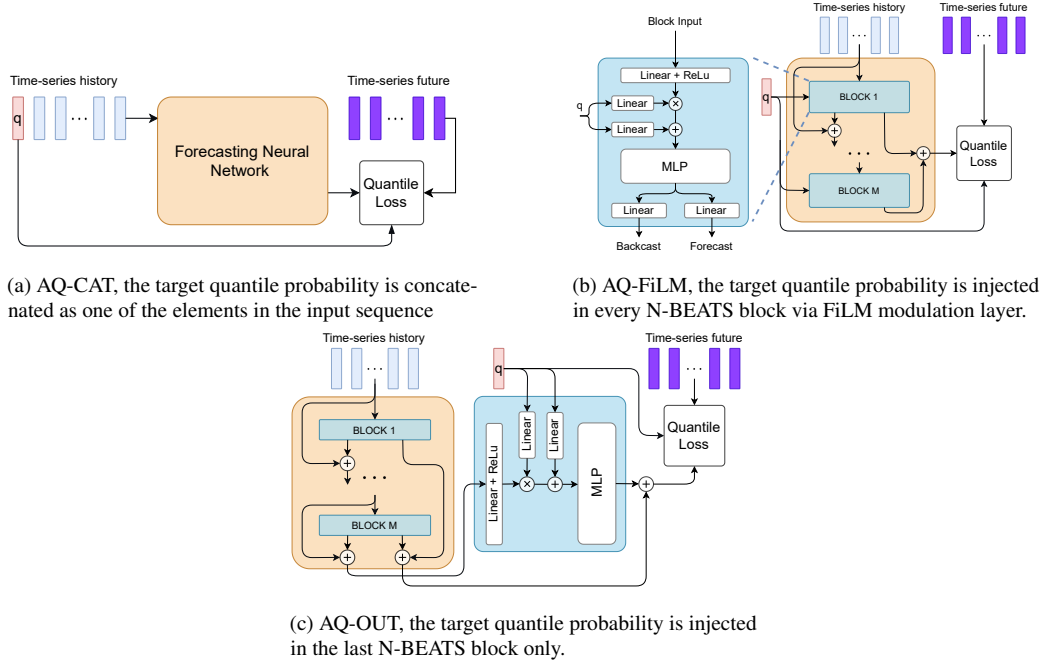 Time-series history
Time-series future
q
...
...
Forecasting Neural
Network
Quantile
Loss
(a) AQ-CAT, the target quantile probability is concate-
nated as one of the elements in the input sequence
Block Input
Time-series history
Time-series future
...
...
Linear + ReLu
q
Linear
×
Linear
+
MLP
Linear
Linear
Backcast
Forecast
q
BLOCK 1
+
...
+
BLOCK M
Quantile
Loss
(b) AQ-FiLM, the target quantile probability is injected
in every N-BEATS block via FiLM modulation layer.
Time-series history
Time-series future
...
q
...
BLOCK 1
+
...
BLOCK M
+
+
Linear + ReLu
Linear
Linear
×
+
MLP
+
Quantile
Loss
(c) AQ-OUT, the target quantile probability is injected
in the last N-BEATS block only.